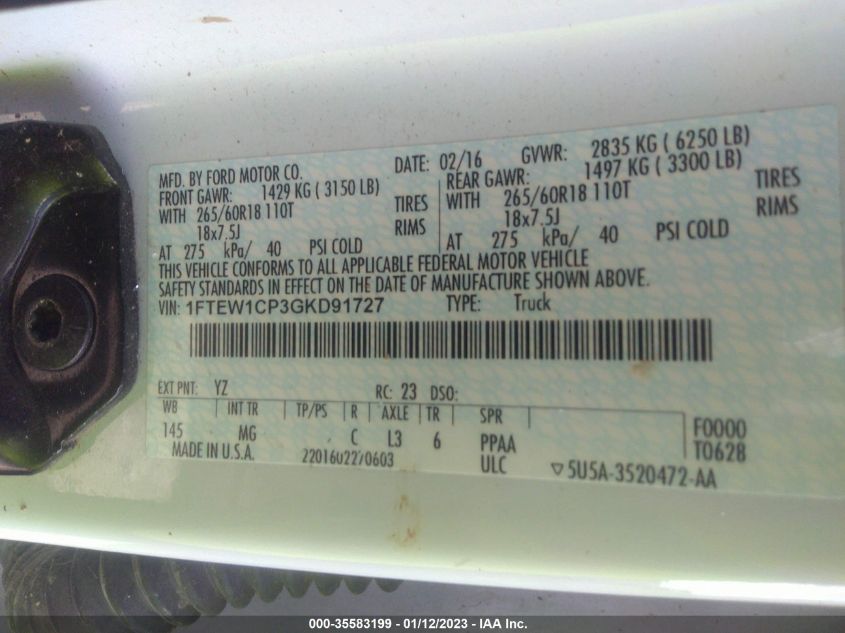 MFD. BY FORD MOTOR CO. DATE: 02/16 GVWR: 2835 KG ( 6250 LB)
FRONT GAWR: 1429 KG ( 3150 LB) REAR GAWR: 1497 KG ( 3300 LB)
WITH 265/60R18 110T TIRES WITH 265/60R18 110T TIRES
18x7.5J RIMS 18x7.5J RIMS
AT 275 kPa/ 40 PSI COLD AT 275 kPa/ 40 PSI COLD
THIS VEHICLE CONFORMS TO ALL APPLICABLE FEDERAL MOTOR VEHICLE
SAFETY STANDARDS IN EFFECT ON THE DATE OF MANUFACTURE SHOWN ABOVE.
VIN: 1FTEW1CP3GKD91727 TYPE: Truck
EXT PNT: YZ RC: 23 DSO:
WB INT TR TP/PS R AXLE TR SPR F0000
145 MG C L3 6 PPAA T0628
MADE IN U.S.A. 2201602270603 ULC 5U5A-3520472-AA
000-35583199 - 01/12/2023 - IAA Inc.